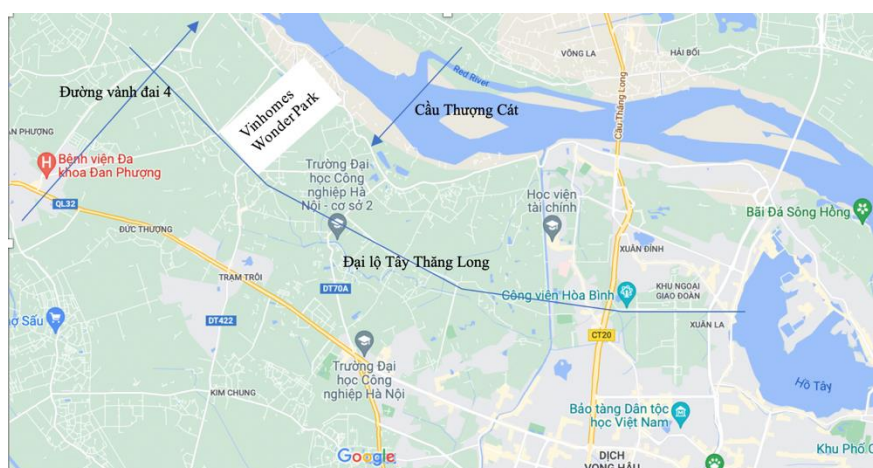 VÕNG LA
HẢI BỐI
Red River
Cầu Thăng Long
Đường vành đai 4
Vinhomes
Wonder Park
Cầu Thượng Cát
AN PHƯỢNG
Bệnh viện Đa
khoa Đan Phượng
QL32
Trường Đại
học Công
nghiệp Hà
Nội - cơ sở 2
Học viện
tài chính
Bãi Đá Sông Hồng
ĐỨC THƯỢNG
XUÂN ĐỈNH
TRẠM TRÔI
Đại lộ Tây Thăng Long
KHU NGOẠI
GIAO ĐOÀN
DT70A
Công viên Hòa Bình
XUÂN LA
ợ Sấu
DT422
CT20
Trường Đại
học Công
nghiệp Hà Nội
KIM CHUNG
Hồ Tây
Bảo tàng Dân tộc
học Việt Nam
Google
DỊCH
VỌNG HẬU
Khu Phố C